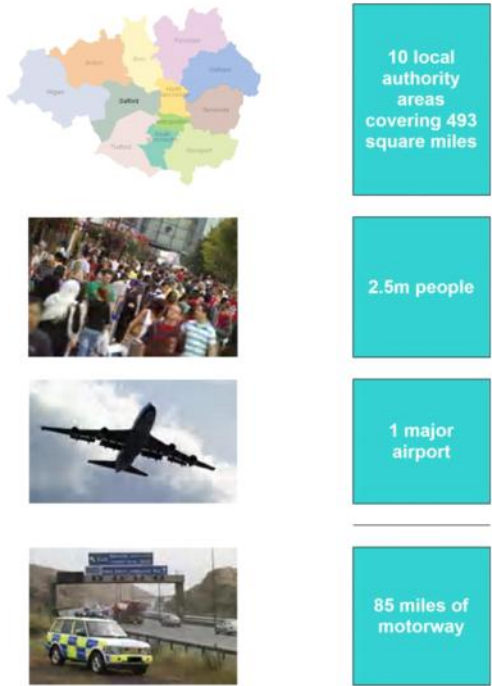 Wigan
Bolton
Bury
Rochdale
Oldham
Salford
Tameside
Trafford
Stockport
10 local
authority
areas
covering 493
square miles
2.5m people
1 major
airport
85 miles of
motorway